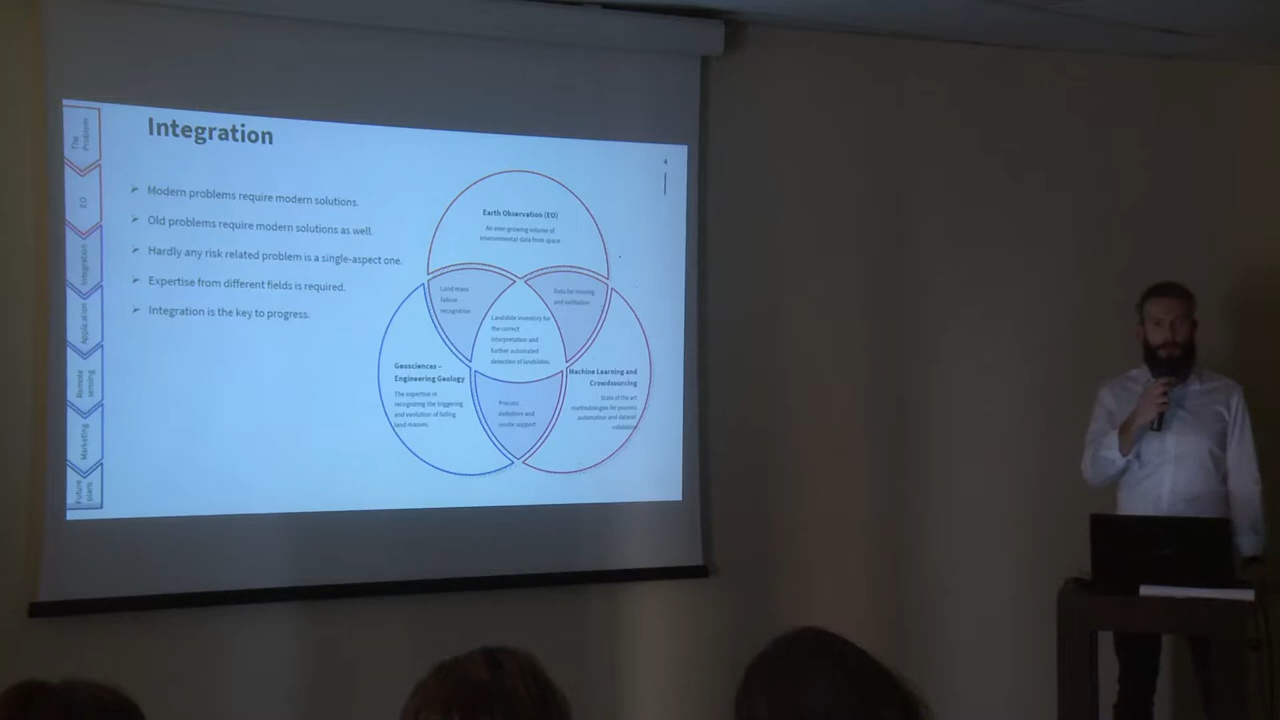 Integration
4
The
Problem
EO
Integration
Application
Remote
sensing
Marketing
Future
plans
Modern problems require modern solutions.
Old problems require modern solutions as well.
Hardly any risk related problem is a single-aspect one.
Expertise from different fields is required.
Integration is the key to progress.
Earth Observation (EO)
An ever growing volume of
environmental data from space
Land mass
failure
recognition
Data for training
and validation
Landslide inventory for
the correct
interpretation and
further automated
detection of landslides.
Geosciences –
Engineering Geology
The expertise in
recognizing the triggering
and evolution of failing
land masses.
Machine Learning and
Crowdsourcing
State of the art
methodologies for process
automation and dataset
validation
Process
definition and
onsite support